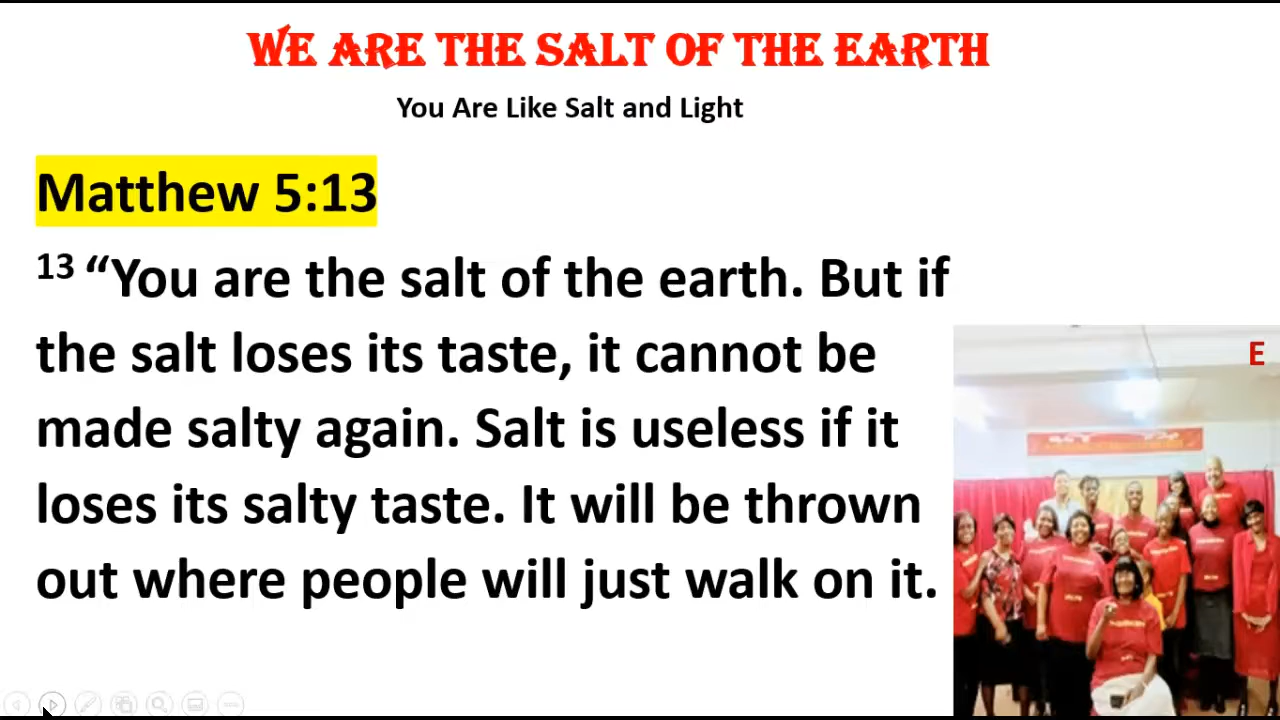 WE ARE THE SALT OF THE EARTH
You Are Like Salt and Light
Matthew 5:13
13 “You are the salt of the earth. But if
the salt loses its taste, it cannot be
made salty again. Salt is useless if it
loses its salty taste. It will be thrown
out where people will just walk on it.
E